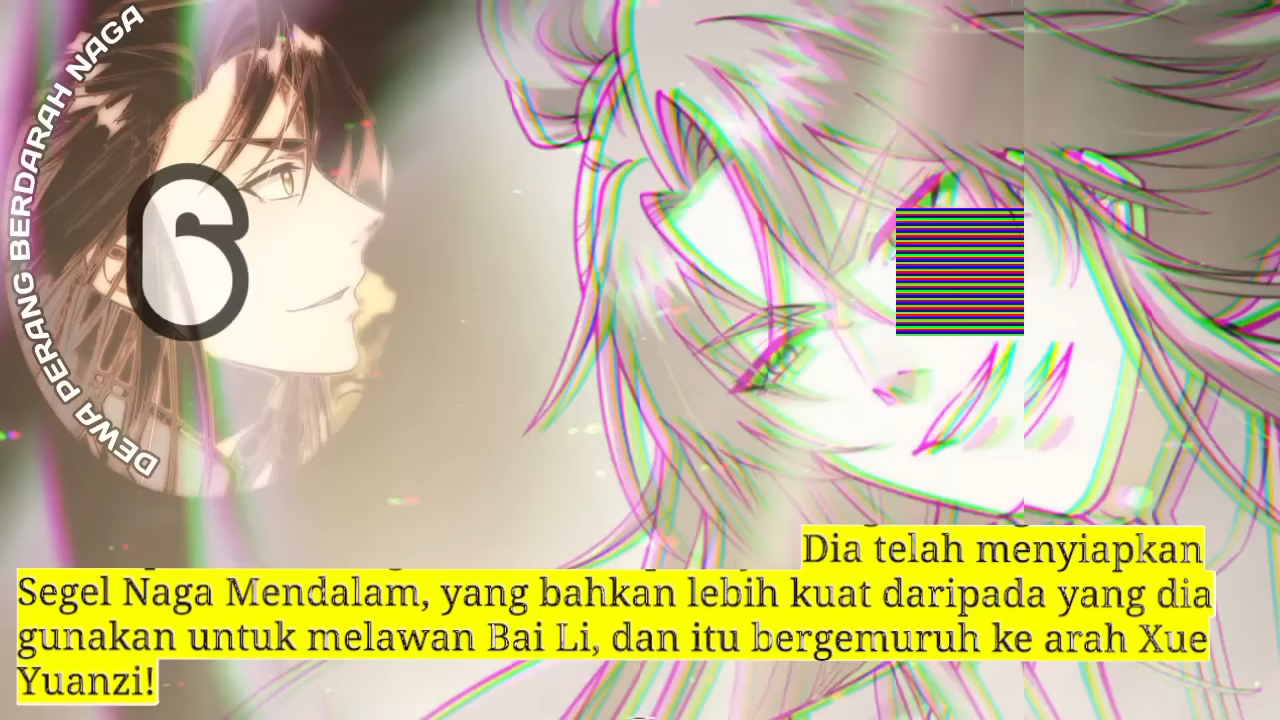 DEWA PERANG BERDARAH NAGA
6
Dia telah menyiapkan
Segel Naga Mendalam, yang bahkan lebih kuat daripada yang dia
gunakan untuk melawan Bai Li, dan itu bergemuruh ke arah Xue
Yuanzi!